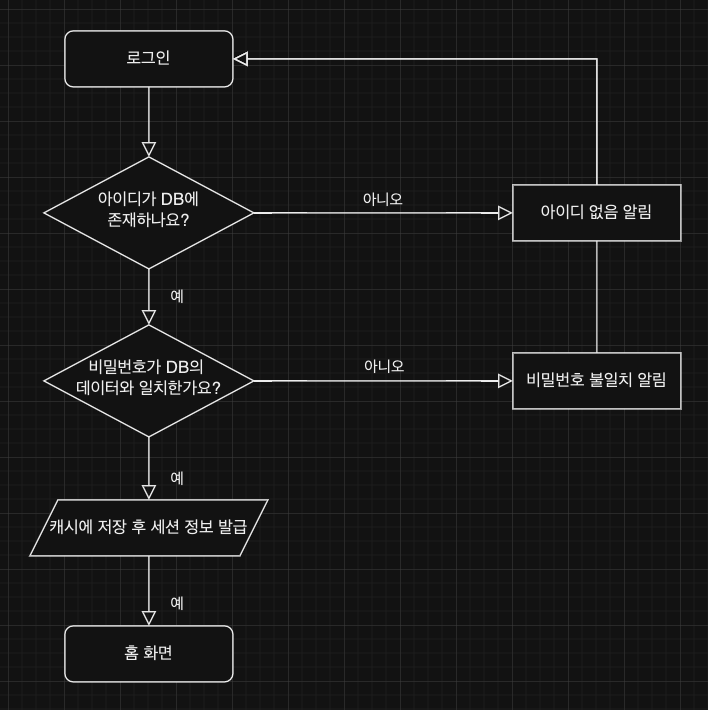 로그인
아이디가 DB에
존재하나요?
아니오
아이디 없음 알림
예
비밀번호가 DB의
데이터와 일치한가요?
아니오
비밀번호 불일치 알림
예
캐시에 저장 후 세션 정보 발급
예
홈 화면